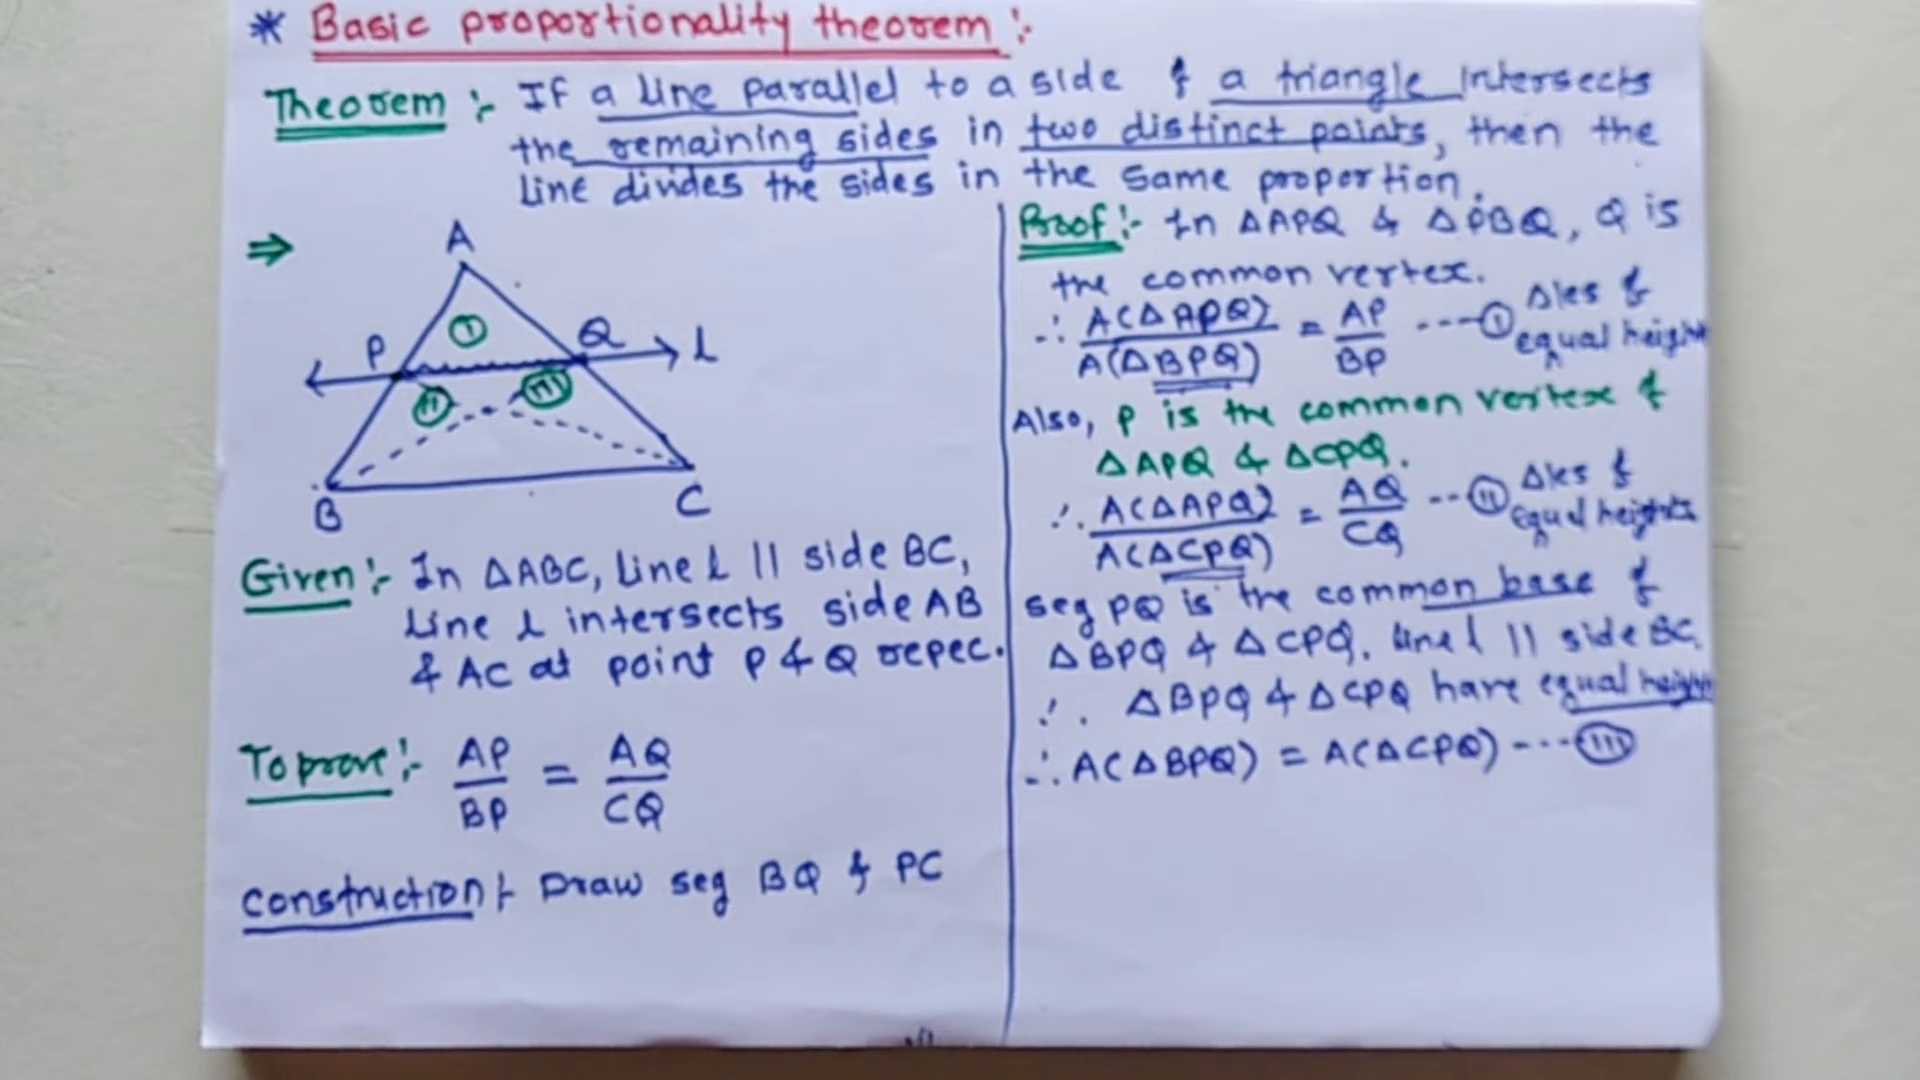 * Basic proportionality theorem :-
Theorem :- If a line parallel to a side of a triangle intersects
the remaining sides in two distinct points, then the
line divides the sides in the same proportion.
⇒
A
P
Q
l
I
II
III
B
C
Given :- In ΔABC, Line l || side BC,
Line l intersects side AB
& AC at point P & Q repec.
To prove :- AP/BP = AQ/CQ
Construction :- Draw seg BQ & PC
Proof :- In ΔAPQ & ΔPBQ, Q is
the common vertex.
∴ A(ΔAPQ)/A(ΔBPQ) = AP/BP ----I Δles of
equal height
Also, P is the common vertex of
ΔAPQ & ΔCPQ.
∴ A(ΔAPQ)/A(ΔCPQ) = AQ/CQ --II Δles of
equal heights
seg PQ is the common base of
ΔBPQ & ΔCPQ. line l || side BC.
∴ ΔBPQ & ΔCPQ have equal height
∴ A(ΔBPQ) = A(ΔCPQ) ----III